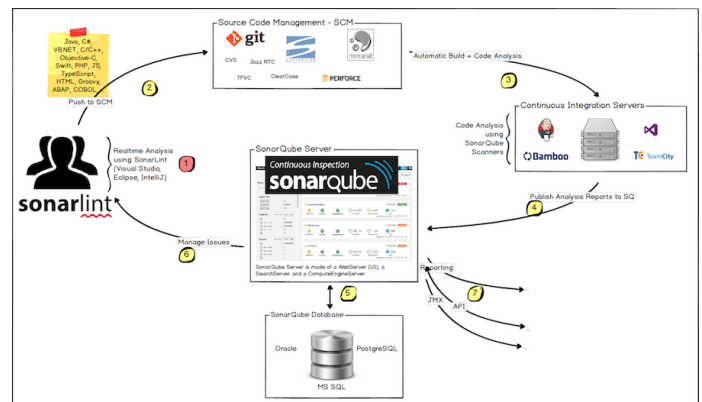 Java, C#,
VB.NET, C/C++,
Objective-C,
Swift, PHP, JS,
TypeScript,
HTML, Groovy,
ABAP, COBOL...
Push to SCM
2
Source Code Management - SCM
git
mercurial
CVS
Jazz RTC
TFVC
ClearCase
PERFORCE
Automatic Build + Code Analysis
3
Continuous Integration Servers
Code Analysis
using
SonarQube
Scanners
Bamboo
TC TeamCity
Publish Analysis Reports to SQ
4
Realtime Analysis
using SonarLint
(Visual Studio,
Eclipse, IntelliJ)
1
sonarlint
SonarQube Server
Continuous Inspection
sonarqube
SonarQube Server is made of a WebServer (UI), a
SearchServer and a ComputeEngineServer
Manage Issues
6
Reporting
7
JMX
API
...
...
...
5
SonarQube Database
Oracle
PostgreSQL
MS SQL